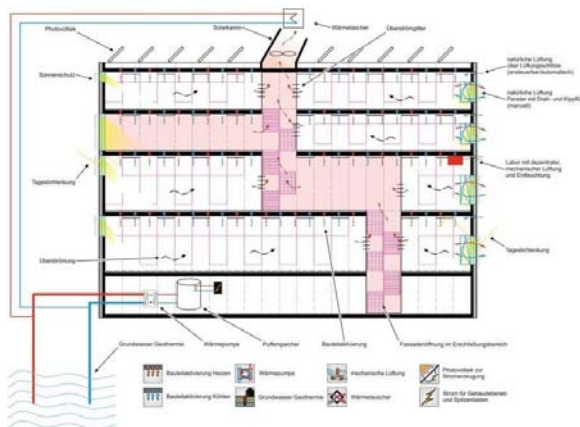 Solarkamin
Wärmetauscher
Photovoltaik
Überströmgitter
Sonnenschutz
natürliche Lüftung
über Lüftungsschlitze
(ansteuerbar/automatisch)
natürliche Lüftung
Fenster mit Dreh- und Kippflügel
(manuell)
Labor mit dezentraler,
mechanischer Lüftung
und Entfeuchtung
Tageslichtlenkung
Tageslichtlenkung
Überströmung
Grundwasser Geothermie
Wärmepumpe
Pufferspeicher
Bauteilaktivierung
Fassadenöffnung im Erschließungsbereich
Bauteilaktivierung Heizen
Wärmepumpe
mechanische Lüftung
Photovoltaik zur
Stromerzeugung
Bauteilaktivierung Kühlen
Grundwasser Geothermie
Wärmetauscher
Strom für Gebäudebetrieb
und Spitzenlasten